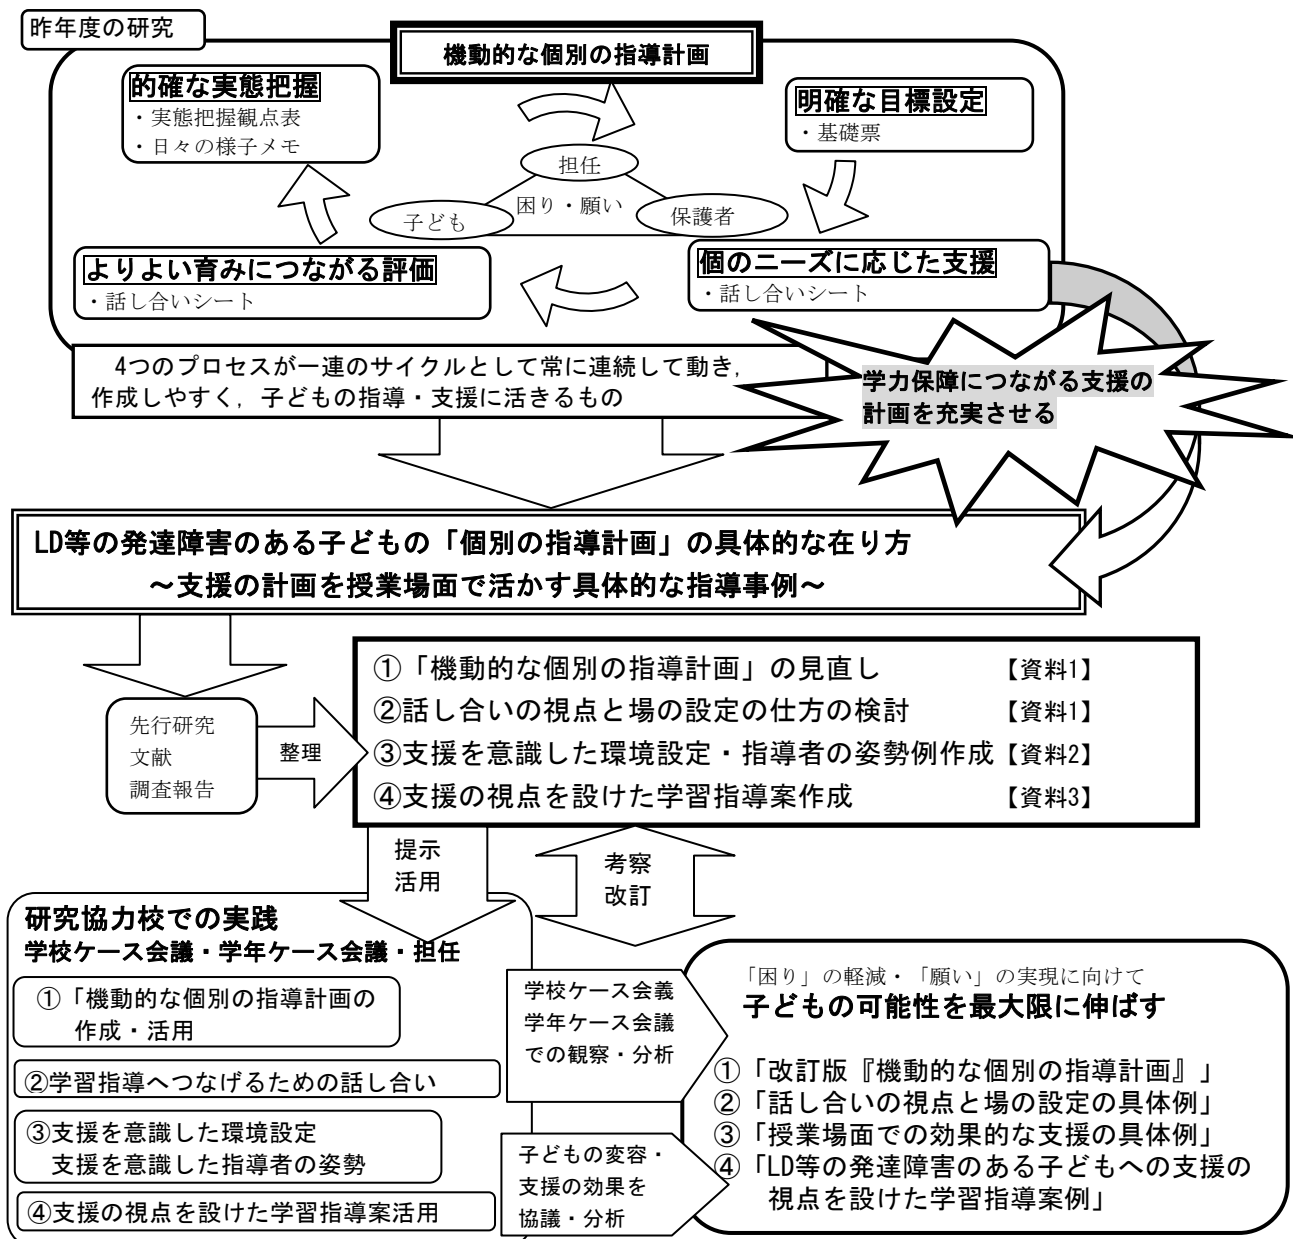 昨年度の研究
機動的な個別の指導計画
的確な実態把握
・実態把握観点表
・日々の様子メモ
明確な目標設定
・基礎票
担任
困り・願い
子ども
保護者
よりよい育みにつながる評価
・話し合いシート
個のニーズに応じた支援
・話し合いシート
4つのプロセスが一連のサイクルとして常に連続して動き,
作成しやすく,子どもの指導・支援に活きるもの
学力保障につながる支援の
計画を充実させる
LD等の発達障害のある子どもの「個別の指導計画」の具体的な在り方
～支援の計画を授業場面で活かす具体的な指導事例～
先行研究
文献
調査報告
整理
①「機動的な個別の指導計画」の見直し 【資料1】
②話し合いの視点と場の設定の仕方の検討 【資料1】
③支援を意識した環境設定・指導者の姿勢例作成【資料2】
④支援の視点を設けた学習指導案作成 【資料3】
提示
活用
考察
改訂
研究協力校での実践
学校ケース会議・学年ケース会議・担任
①「機動的な個別の指導計画の
作成・活用
②学習指導へつなげるための話し合い
③支援を意識した環境設定
支援を意識した指導者の姿勢
④支援の視点を設けた学習指導案活用
学校ケース会義
学年ケース会議
での観察・分析
子どもの変容・
支援の効果を
協議・分析
「困り」の軽減・「願い」の実現に向けて
子どもの可能性を最大限に伸ばす
①「改訂版『機動的な個別の指導計画』」
②「話し合いの視点と場の設定の具体例」
③「授業場面での効果的な支援の具体例」
④「LD等の発達障害のある子どもへの支援の
視点を設けた学習指導案例」